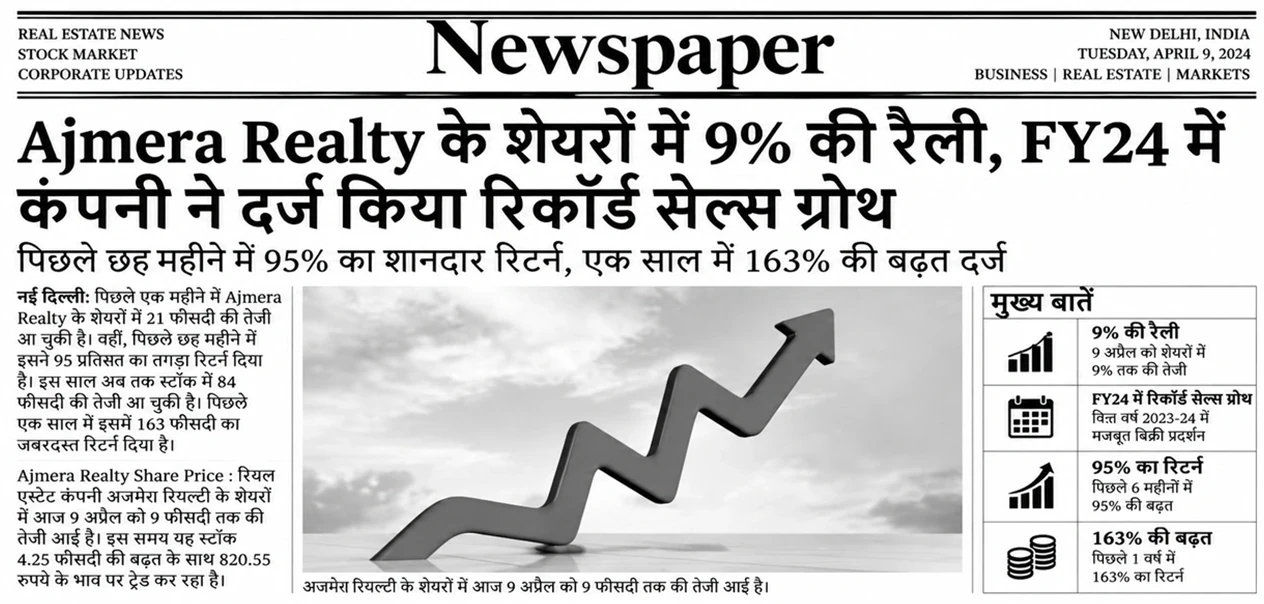 REAL ESTATE NEWS
STOCK MARKET
CORPORATE UPDATES
Newspaper
NEW DELHI, INDIA
TUESDAY, APRIL 9, 2024
BUSINESS | REAL ESTATE | MARKETS
Ajmera Realty के शेयरों में 9% की रैली, FY24 में
कंपनी ने दर्ज किया रिकॉर्ड सेल्स ग्रोथ
पिछले छह महीने में 95% का शानदार रिटर्न, एक साल में 163% की बढ़त दर्ज
नई दिल्ली: पिछले एक महीने में Ajmera
Realty के शेयरों में 21 फीसदी की तेजी
आ चुकी है। वहीं, पिछले छह महीने में
इसने 95 प्रतिसत का तगड़ा रिटर्न दिया
है। इस साल अब तक स्टॉक में 84
फीसदी की तेजी आ चुकी है। पिछले
एक साल में इसमें 163 फीसदी का
जबरदस्त रिटर्न दिया है।
Ajmera Realty Share Price : रियल
एस्टेट कंपनी अजमेरा रियल्टी के शेयरों
में आज 9 अप्रैल को 9 फीसदी तक की
तेजी आई है। इस समय यह स्टॉक
4.25 फीसदी की बढ़त के साथ 820.55
रुपये के भाव पर ट्रेड कर रहा है।
अजमेरा रियल्टी के शेयरों में आज 9 अप्रैल को 9 फीसदी तक की तेजी आई है।
मुख्य बातें
9% की रैली
9 अप्रैल को शेयरों में
9% तक की तेजी
FY24 में रिकॉर्ड सेल्स ग्रोथ
वित्त वर्ष 2023-24 में
मजबूत बिक्री प्रदर्शन
95% का रिटर्न
पिछले 6 महीनों में
95% की बढ़त
163% की बढ़त
पिछले 1 वर्ष में
163% का रिटर्न